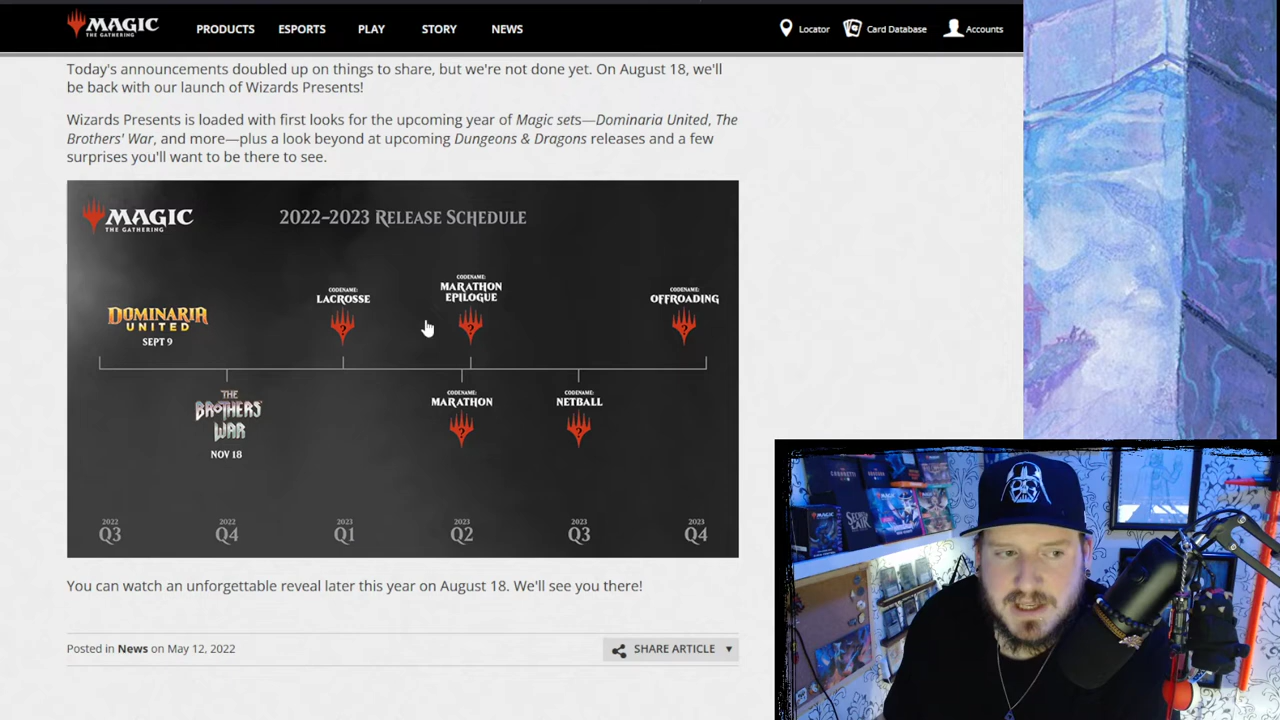 MAGIC
THE GATHERING
PRODUCTS
ESPORTS
PLAY
STORY
NEWS
Locator
Card Database
Accounts
Today's announcements doubled up on things to share, but we're not done yet. On August 18, we'll
be back with our launch of Wizards Presents!
Wizards Presents is loaded with first looks for the upcoming year of Magic sets—Dominaria United, The
Brothers' War, and more—plus a look beyond at upcoming Dungeons & Dragons releases and a few
surprises you'll want to be there to see.
MAGIC
THE GATHERING
2022–2023 RELEASE SCHEDULE
DOMINARIA
UNITED
SEPT 9
CODENAME:
LACROSSE
CODENAME:
MARATHON
EPILOGUE
CODENAME:
OFFROADING
THE
BROTHERS'
WAR
NOV 18
CODENAME:
MARATHON
CODENAME:
NETBALL
2022
Q3
2022
Q4
2023
Q1
2023
Q2
2023
Q3
2023
Q4
You can watch an unforgettable reveal later this year on August 18. We'll see you there!
Posted in News on May 12, 2022
SHARE ARTICLE